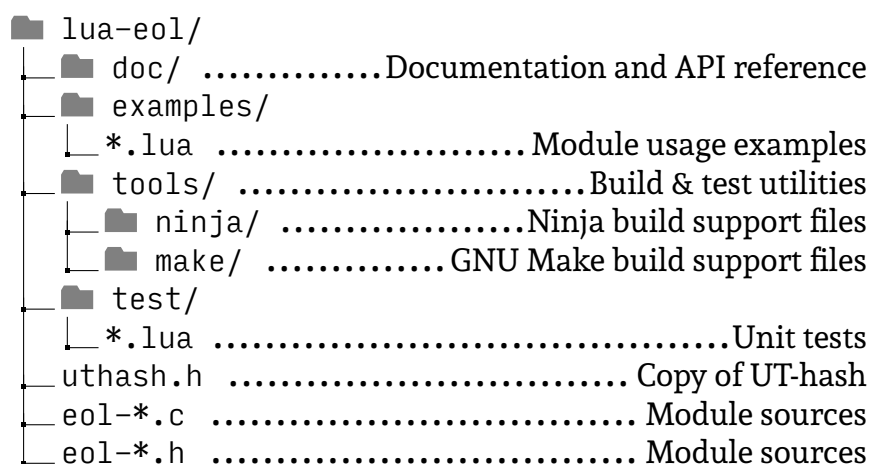 lua-eol/
doc/ ..............Documentation and API reference
examples/
*.lua ........................Module usage examples
tools/ ...........................Build & test utilities
ninja/ ...................Ninja build support files
make/ ..............GNU Make build support files
test/
*.lua ........................................Unit tests
uthash.h .............................Copy of UT-hash
eol-*.c .................................Module sources
eol-*.h .................................Module sources